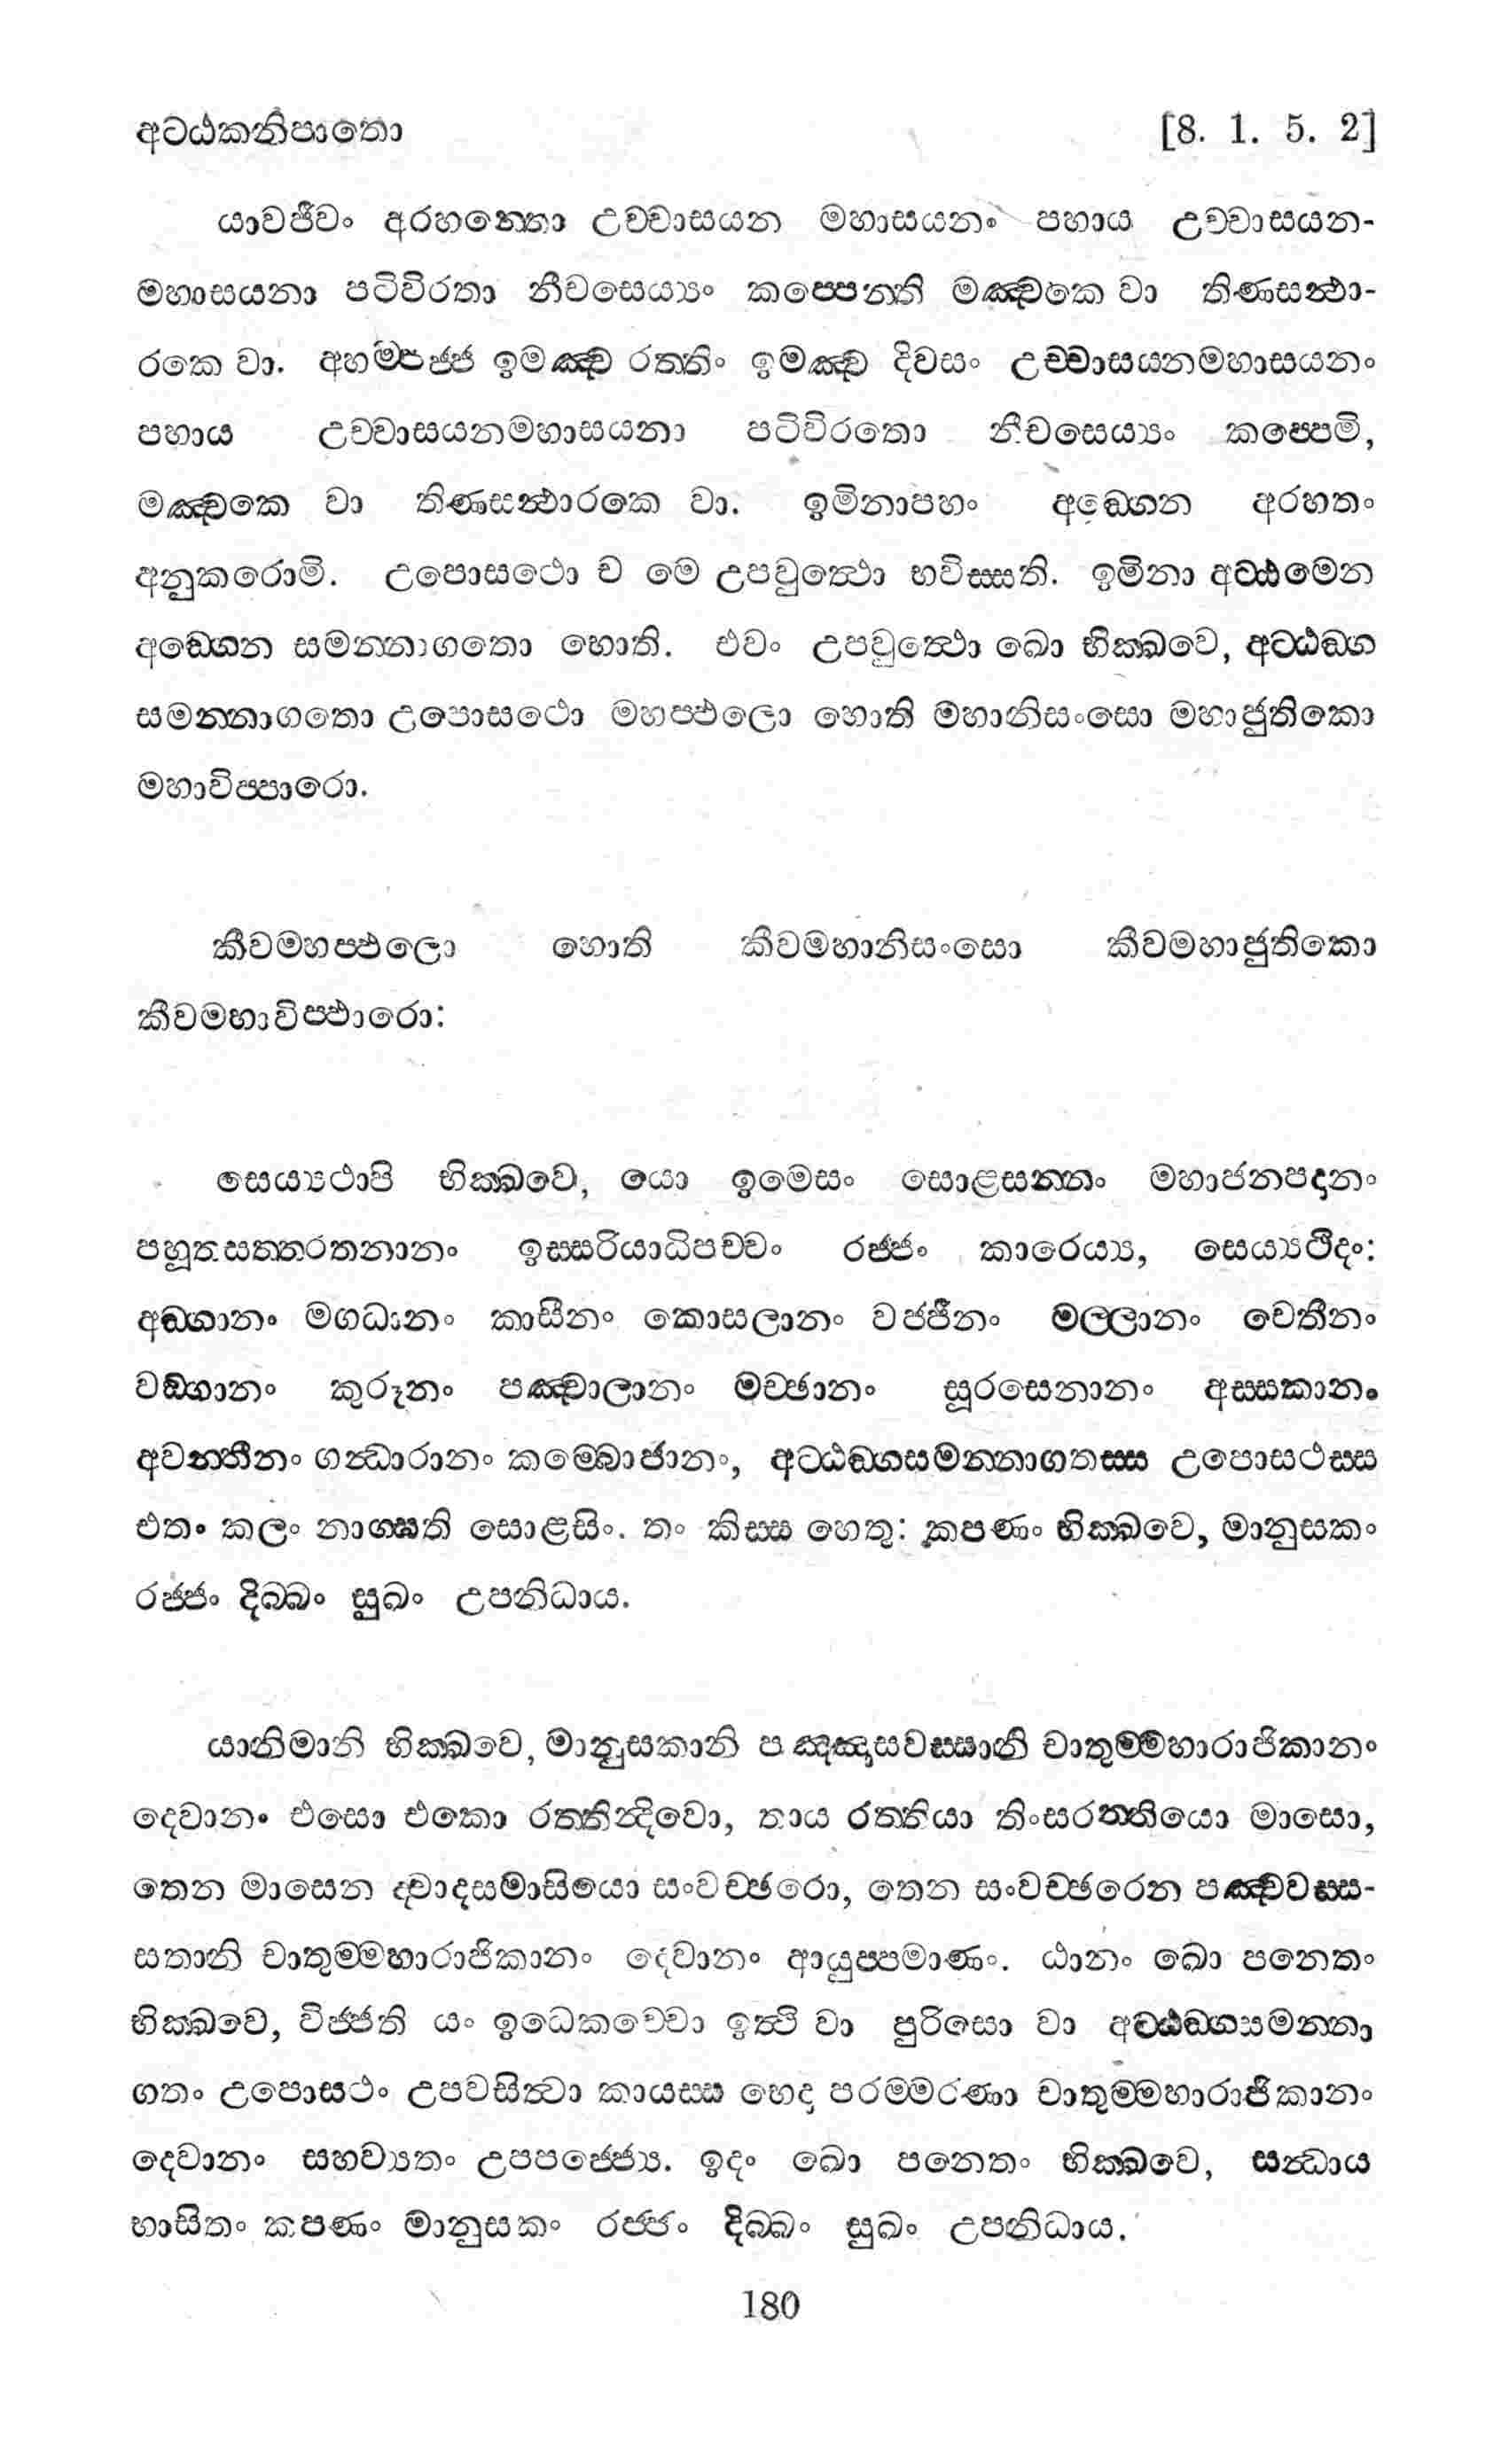 අට්ඨකනිපාතො [8. 1. 5. 2]
යාවජීවං අරහන්තො උච්චාසයන මහාසයනං පහාය උච්චාසයන-
මහාසයනා පටිවිරතා නීචසෙය්‍යං කප්පෙන්ති මඤ්චකෙ වා තිණසන්ථා-
රකෙ වා. අහම්පජ්ජ ඉමඤ්ච රත්තිං ඉමඤ්ච දිවසං උච්චාසයනමහාසයනං
පහාය උච්චාසයනමහාසයනා පටිවිරතො නීචසෙය්‍යං කප්පෙමි,
මඤ්චකෙ වා තිණසන්ථාරකෙ වා. ඉමිනාපහං අඞ්ගෙන අරහතං
අනුකරොමි. උපොසථො ච මෙ උපවුත්ථො භවිස්සති. ඉමිනා අට්ඨමෙන
අඞ්ගෙන සමන්නාගතො හොති. එවං උපවුත්ථො ඛො භික්ඛවෙ, අට්ඨඞ්ග
සමන්නාගතො උපොසථො මහප්ඵලො හොති මහානිසංසො මහාජුතිකො
මහාවිප්පාරො.
කීවමහප්ඵලො හොති කීවමහානිසංසො කීවමහාජුතිකො
කීවමහාවිප්ඵාරො:
සෙය්‍යථාපි භික්ඛවෙ, යො ඉමෙසං සොළසන්නං මහාජනපදානං
පහූතසත්තරතනානං ඉස්සරියාධිපච්චං රජ්ජං කාරෙය්‍ය, සෙය්‍යථිදං:
අඞ්ගානං මගධානං කාසීනං කොසලානං වජ්ජීනං මල්ලානං චෙතීනං
වඞ්ගානං කුරූනං පඤ්චාලානං මච්ඡානං සූරසෙනානං අස්සකානං
අවන්තීනං ගන්ධාරානං කම්බොජානං, අට්ඨඞ්ගසමන්නාගතස්ස උපොසථස්ස
එතං කලං නාග්ඝති සොළසිං. තං කිස්ස හෙතු: කපණං භික්ඛවෙ, මානුසකං
රජ්ජං දිබ්බං සුඛං උපනිධාය.
යානිමානි භික්ඛවෙ, මානුසකානි පඤ්ඤාසවස්සානි චාතුම්මහාරාජිකානං
දෙවානං එසො එකො රත්තින්දිවො, තාය රත්තියා තිංසරත්තියො මාසො,
තෙන මාසෙන ද්වාදසමාසියො සංවච්ඡරො, තෙන සංවච්ඡරෙන පඤ්චවස්ස-
සතානි චාතුම්මහාරාජිකානං දෙවානං ආයුප්පමාණං. ඨානං ඛො පනෙතං
භික්ඛවෙ, විජ්ජති යං ඉධෙකච්චො ඉත්ථි වා පුරිසො වා අට්ඨඞ්ගසමන්නා
ගතං උපොසථං උපවසිත්වා කායස්ස භෙදා පරම්මරණා චාතුම්මහාරාජිකානං
දෙවානං සහව්‍යතං උපපජ්ජෙය්‍ය. ඉදං ඛො පනෙතං භික්ඛවෙ, සන්ධාය
භාසිතං කපණං මානුසකං රජ්ජං දිබ්බං සුඛං උපනිධාය.
180